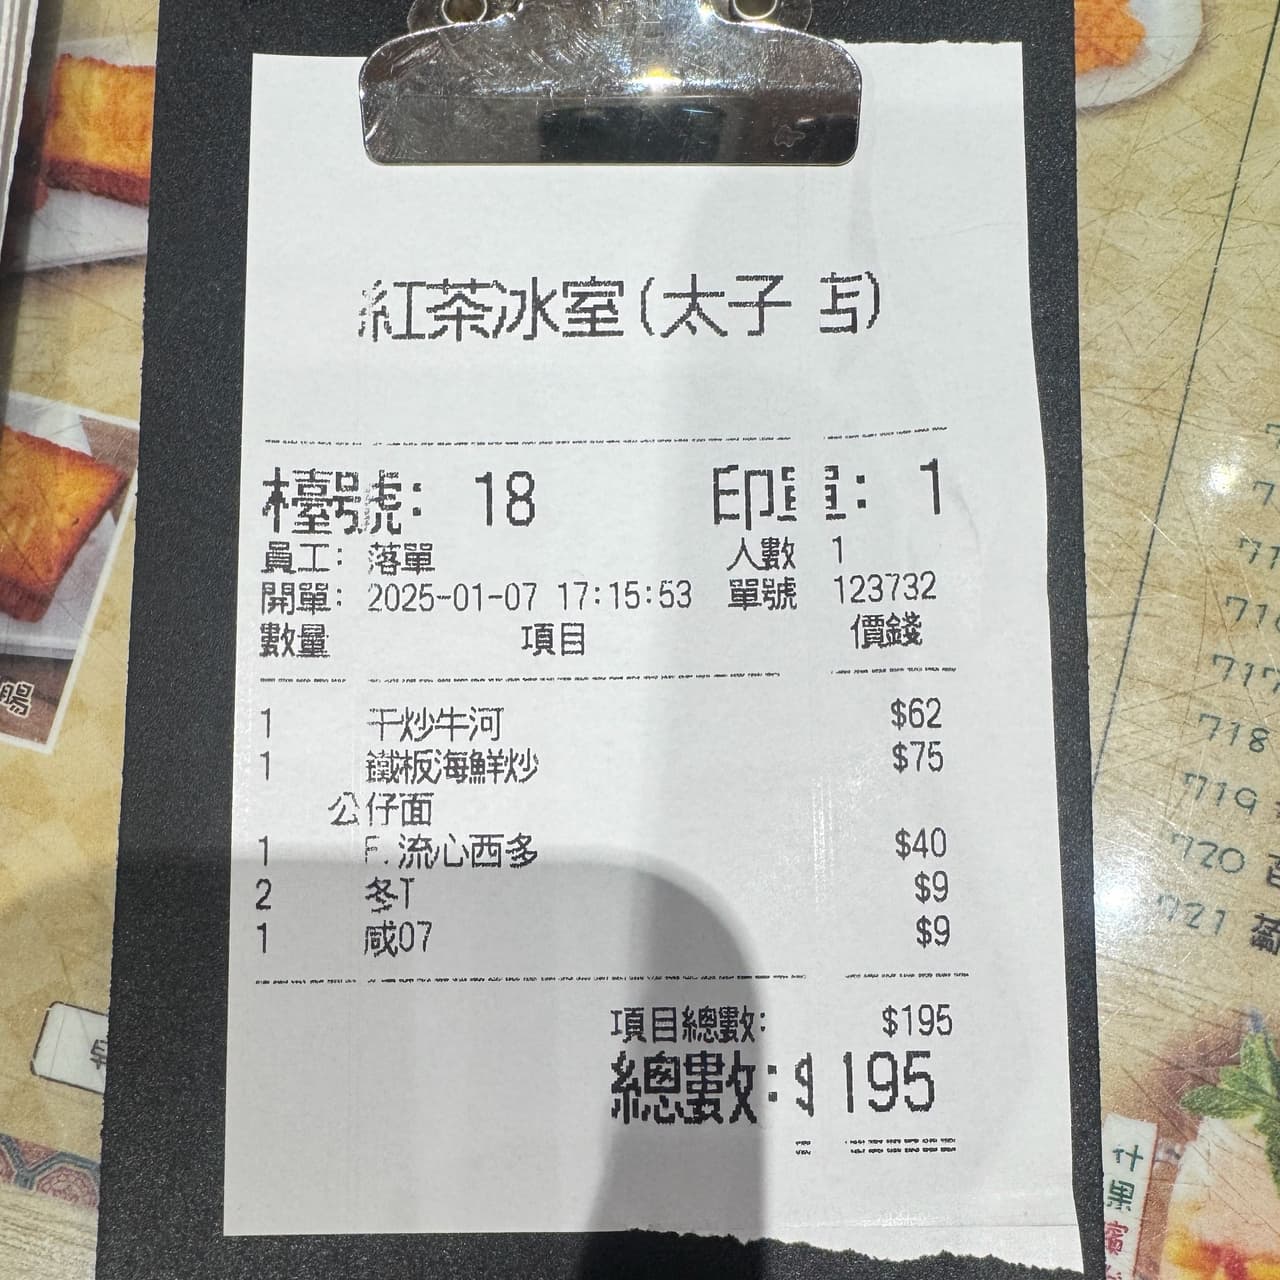 紅茶冰室(太子 店)
檯號: 18 印單: 1
員工: 落單 人數 1
開單: 2025-01-07 17:15:53 單號 123732
數量 項目 價錢
1 干炒牛河 $62
1 鐵板海鮮炒 $75
公仔面
1 F.流心西多 $40
2 冬T $9
1 咸07 $9
項目總數: $195
總數:$195
腸
718
719
720
721
什
果